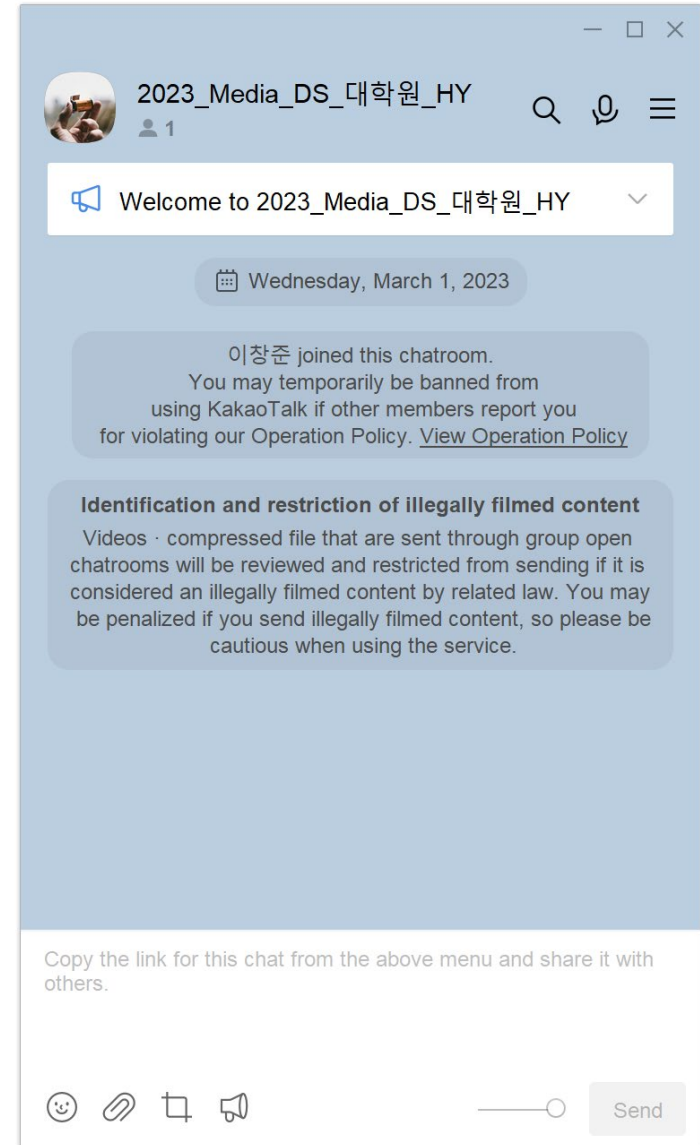 2023_Media_DS_대학원_HY
1
Welcome to 2023_Media_DS_대학원_HY
Wednesday, March 1, 2023
이창준 joined this chatroom.
You may temporarily be banned from
using KakaoTalk if other members report you
for violating our Operation Policy. View Operation Policy
Identification and restriction of illegally filmed content
Videos · compressed file that are sent through group open
chatrooms will be reviewed and restricted from sending if it is
considered an illegally filmed content by related law. You may
be penalized if you send illegally filmed content, so please be
cautious when using the service.
Copy the link for this chat from the above menu and share it with
others.
Send